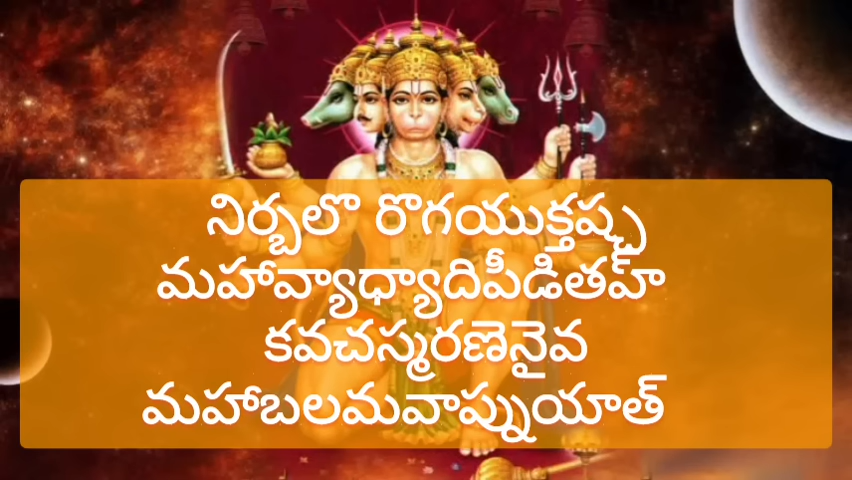 నిర్బలొ రొగయుక్తష్చ
మహావ్యాధ్యాదిపీడితహ్
కవచస్మరణెనైవ
మహాబలమవాప్నుయాత్